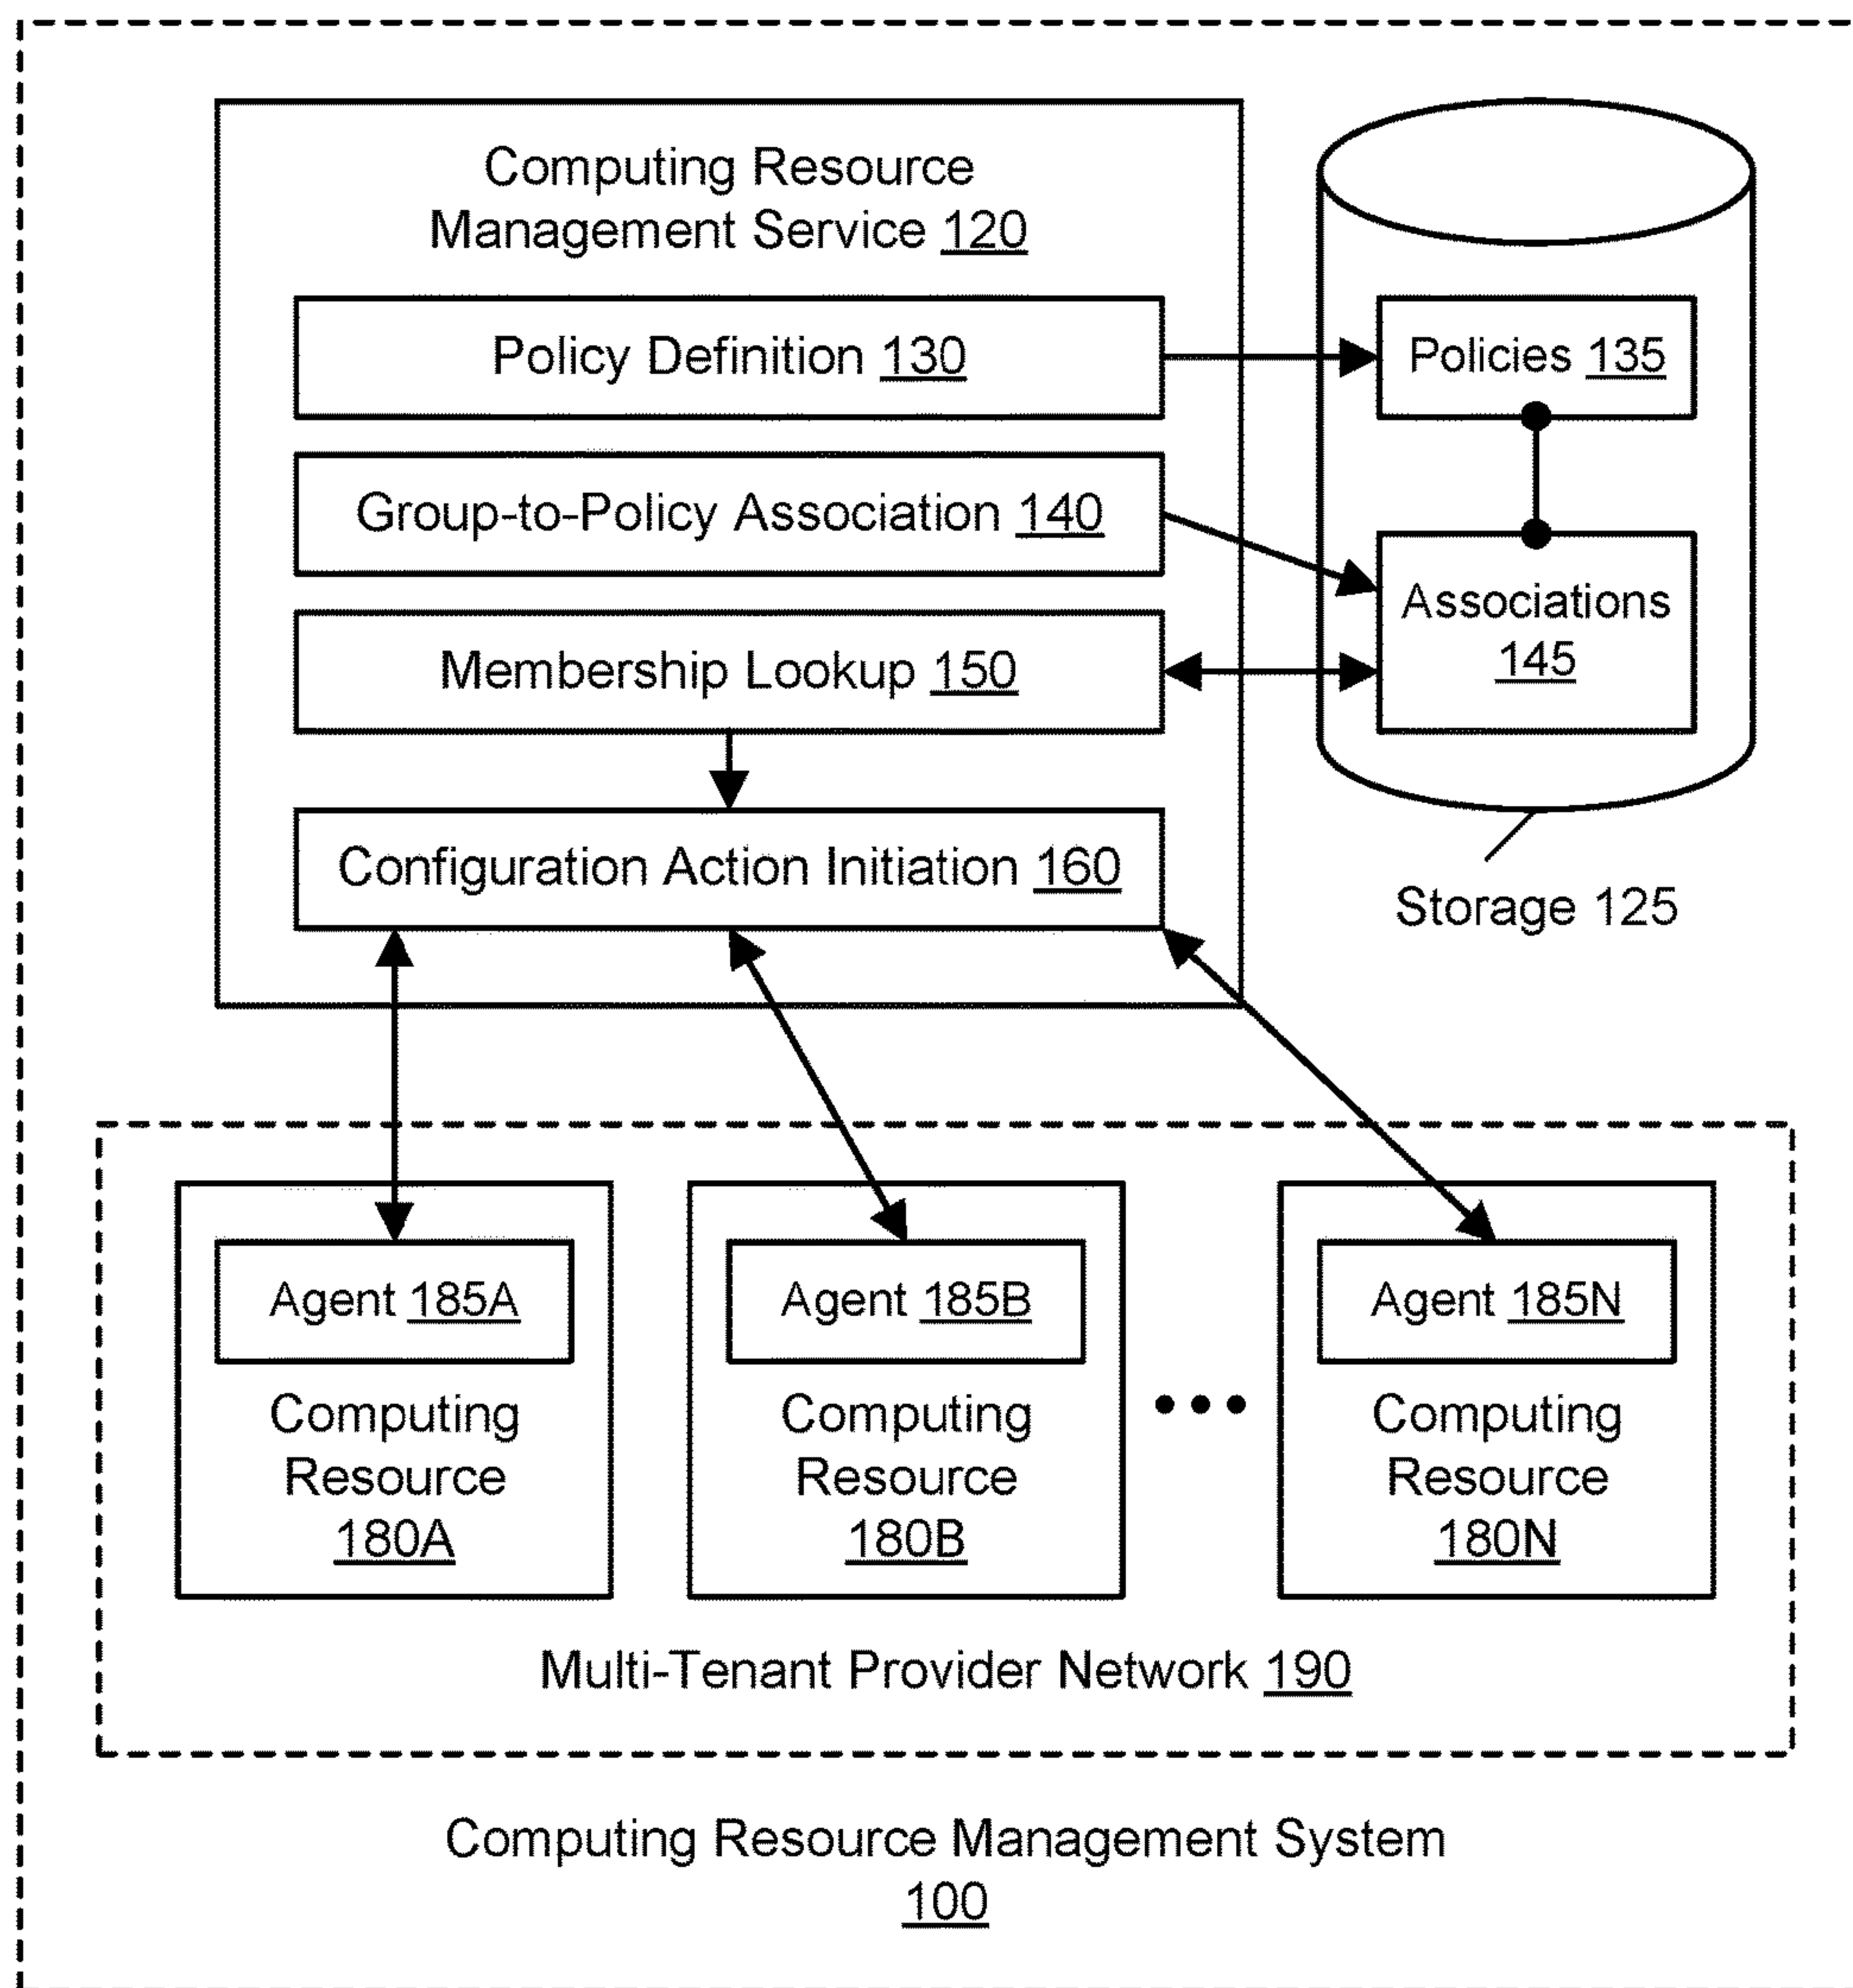 Computing Resource
Management Service 120
Policy Definition 130
Policies 135
Group-to-Policy Association 140
Associations
145
Membership Lookup 150
Configuration Action Initiation 160
Storage 125
Agent 185A
Agent 185B
Agent 185N
Computing
Resource
180A
Computing
Resource
180B
Computing
Resource
180N
Multi-Tenant Provider Network 190
Computing Resource Management System
100